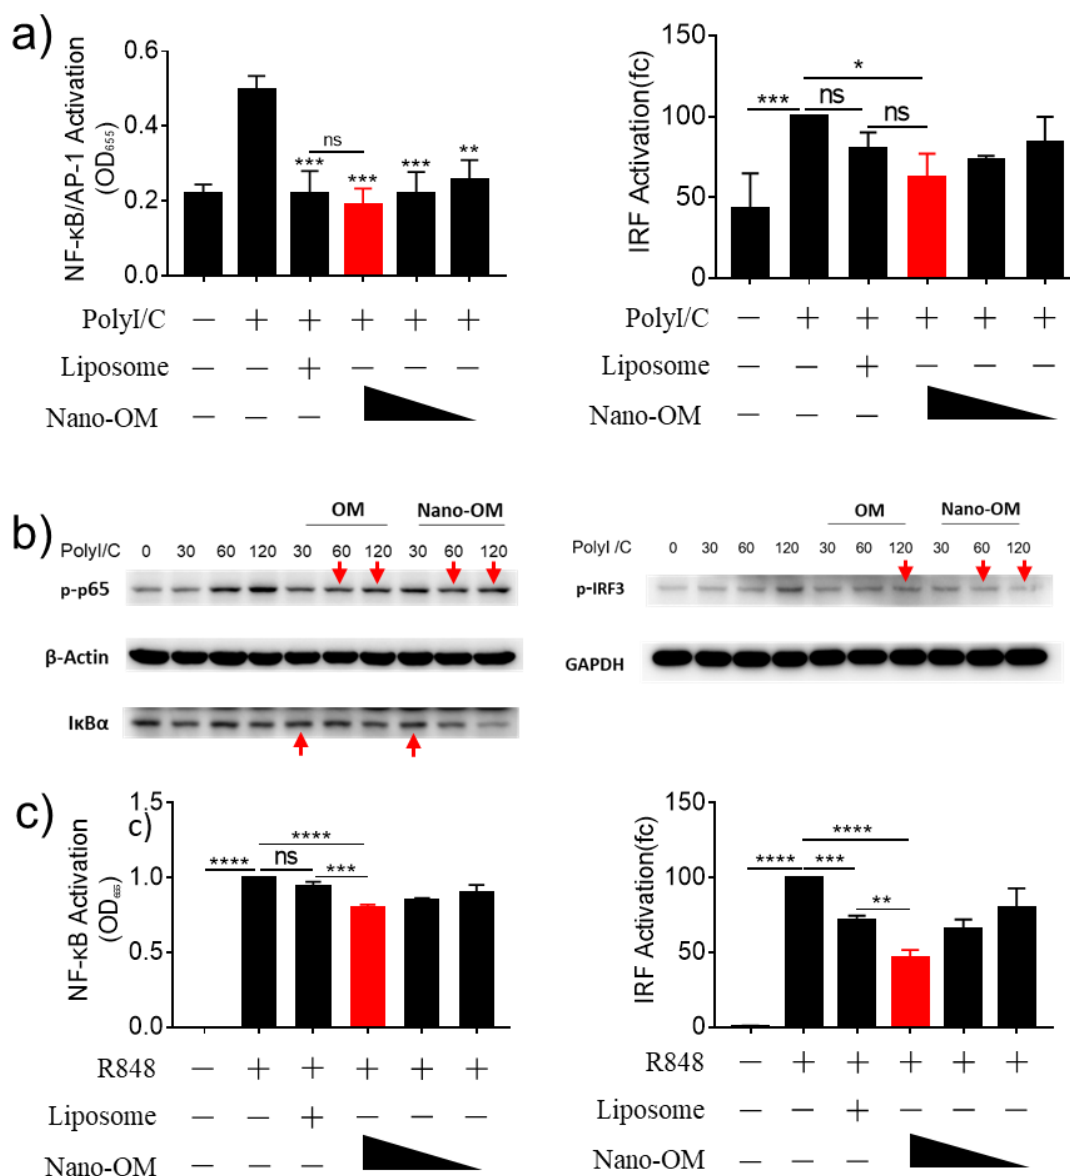 a)
NF-κB/AP-1 Activation
(OD655)
0.6
0.4
0.2
0.0
ns
*** *** *** **
PolyI/C — + + + + +
Liposome — — + — — —
Nano-OM — — —
IRF Activation(fc)
150
100
50
0
*
*** ns ns
PolyI/C — + + + + +
Liposome — — + — — —
Nano-OM — — —
b)
OM Nano-OM
PolyI/C 0 30 60 120 30 60 120 30 60 120
p-p65
β-Actin
IκBα
OM Nano-OM
PolyI /C 0 30 60 120 30 60 120 30 60 120
p-IRF3
GAPDH
c)
NF-κB Activation
(OD655)
1.5
c)
1.0
0.5
0.0
****
**** ns ***
R848 — + + + + +
Liposome — — + — — —
Nano-OM — — —
IRF Activation(fc)
150
100
50
0
****
**** ***
**
R848 — + + + + +
Liposome — — + — — —
Nano-OM — — —